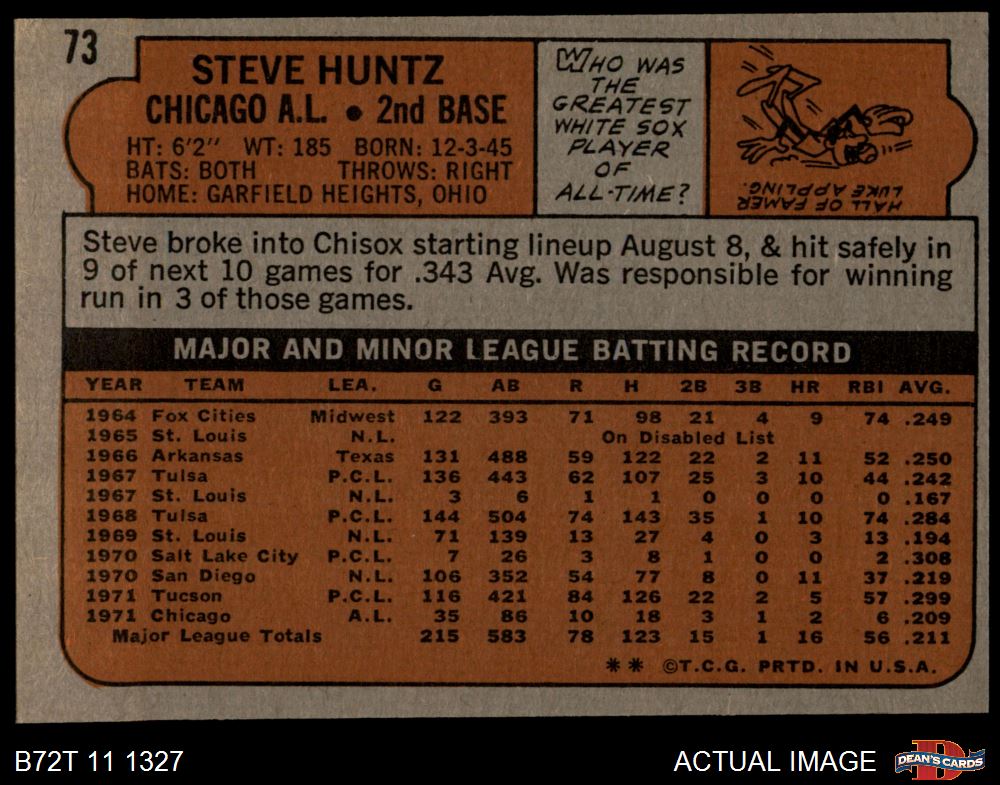 73
STEVE HUNTZ
CHICAGO A.L. • 2nd BASE
HT: 6'2" WT: 185 BORN: 12-3-45
BATS: BOTH THROWS: RIGHT
HOME: GARFIELD HEIGHTS, OHIO
WHO WAS
THE
GREATEST
WHITE SOX
PLAYER
OF
ALL-TIME?
HALL OF FAMER
LUKE APPLING.
Steve broke into Chisox starting lineup August 8, & hit safely in
9 of next 10 games for .343 Avg. Was responsible for winning
run in 3 of those games.
MAJOR AND MINOR LEAGUE BATTING RECORD
YEAR TEAM LEA. G AB R H 2B 3B HR RBI AVG.
1964 Fox Cities Midwest 122 393 71 98 21 4 9 74 .249
1965 St. Louis N.L. On Disabled List
1966 Arkansas Texas 131 488 59 122 22 2 11 52 .250
1967 Tulsa P.C.L. 136 443 62 107 25 3 10 44 .242
1967 St. Louis N.L. 3 6 1 1 0 0 0 0 .167
1968 Tulsa P.C.L. 144 504 74 143 35 1 10 74 .284
1969 St. Louis N.L. 71 139 13 27 4 0 3 13 .194
1970 Salt Lake City P.C.L. 7 26 3 8 1 0 0 2 .308
1970 San Diego N.L. 106 352 54 77 8 0 11 37 .219
1971 Tucson P.C.L. 116 421 84 126 22 2 5 57 .299
1971 Chicago A.L. 35 86 10 18 3 1 2 6 .209
Major League Totals 215 583 78 123 15 1 16 56 .211
** ©T.C.G. PRTD. IN U.S.A.
B72T 11 1327
ACTUAL IMAGE
DEAN'S CARDS